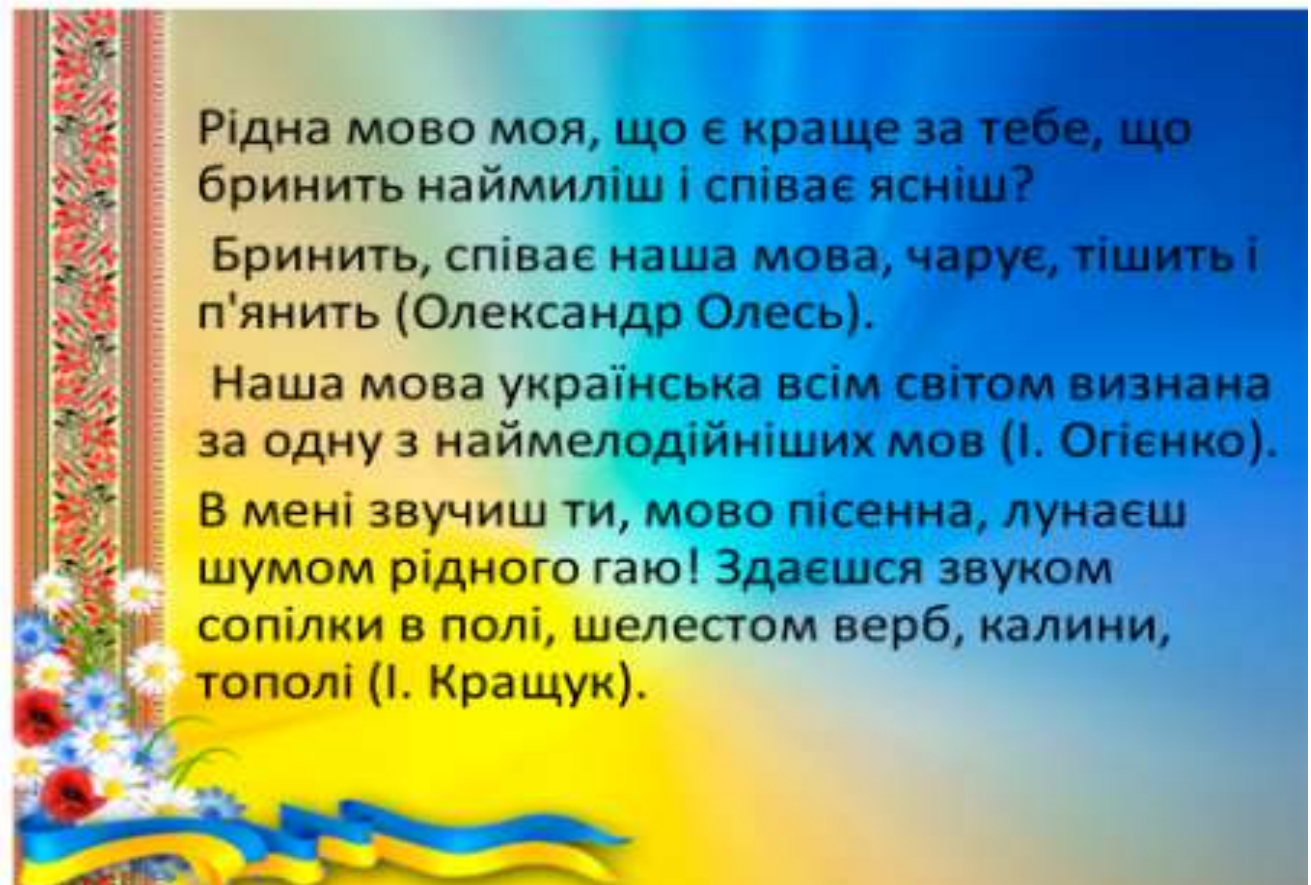 Рідна мово моя, що є краще за тебе, що
бринить наймиліш і співає ясніш?
Бринить, співає наша мова, чарує, тішить і
п'янить (Олександр Олесь).
Наша мова українська всім світом визнана
за одну з наймелодійніших мов (І. Огієнко).
В мені звучиш ти, мово пісенна, лунаєш
шумом рідного гаю! Здаєшся звуком
сопілки в полі, шелестом верб, калини,
тополі (І. Кращук).